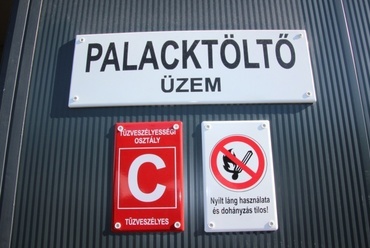 PALACKTÖLTŐ
ÜZEM
TŰZVESZÉLYESSÉGI
OSZTÁLY
C
TŰZVESZÉLYES
Nyílt láng használata
és dohányzás tilos!